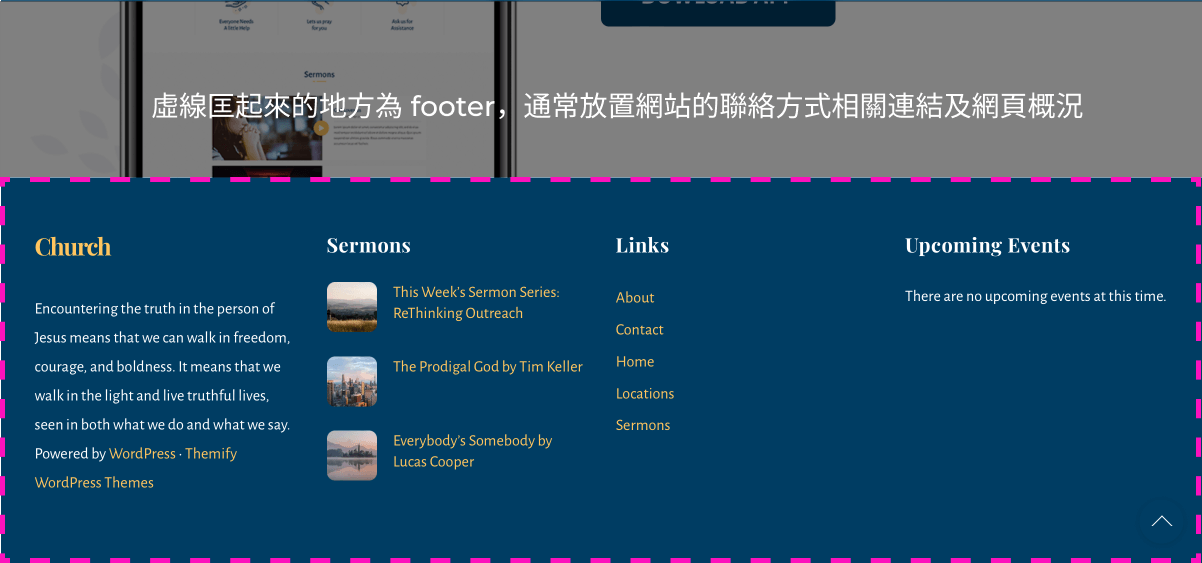 DOWNLOAD API
Everyone Needs
A little Help
Lets us pray
for you
Ask us for
Assistance
Sermons
虛線匡起來的地方為 footer，通常放置網站的聯絡方式相關連結及網頁概況
Church
Encountering the truth in the person of
Jesus means that we can walk in freedom,
courage, and boldness. It means that we
walk in the light and live truthful lives,
seen in both what we do and what we say.
Powered by WordPress · Themify
WordPress Themes
Sermons
This Week's Sermon Series:
ReThinking Outreach
The Prodigal God by Tim Keller
Everybody's Somebody by
Lucas Cooper
Links
About
Contact
Home
Locations
Sermons
Upcoming Events
There are no upcoming events at this time.